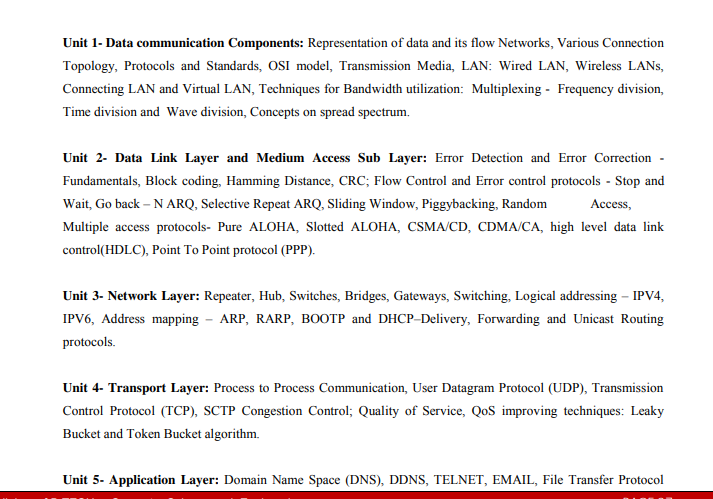 Unit 1- Data communication Components: Representation of data and its flow Networks, Various Connection
Topology, Protocols and Standards, OSI model, Transmission Media, LAN: Wired LAN, Wireless LANs,
Connecting LAN and Virtual LAN, Techniques for Bandwidth utilization: Multiplexing - Frequency division,
Time division and Wave division, Concepts on spread spectrum.
Unit 2- Data Link Layer and Medium Access Sub Layer: Error Detection and Error Correction -
Fundamentals, Block coding, Hamming Distance, CRC; Flow Control and Error control protocols - Stop and
Wait, Go back – N ARQ, Selective Repeat ARQ, Sliding Window, Piggybacking, Random Access,
Multiple access protocols- Pure ALOHA, Slotted ALOHA, CSMA/CD, CDMA/CA, high level data link
control(HDLC), Point To Point protocol (PPP).
Unit 3- Network Layer: Repeater, Hub, Switches, Bridges, Gateways, Switching, Logical addressing – IPV4,
IPV6, Address mapping – ARP, RARP, BOOTP and DHCP–Delivery, Forwarding and Unicast Routing
protocols.
Unit 4- Transport Layer: Process to Process Communication, User Datagram Protocol (UDP), Transmission
Control Protocol (TCP), SCTP Congestion Control; Quality of Service, QoS improving techniques: Leaky
Bucket and Token Bucket algorithm.
Unit 5- Application Layer: Domain Name Space (DNS), DDNS, TELNET, EMAIL, File Transfer Protocol